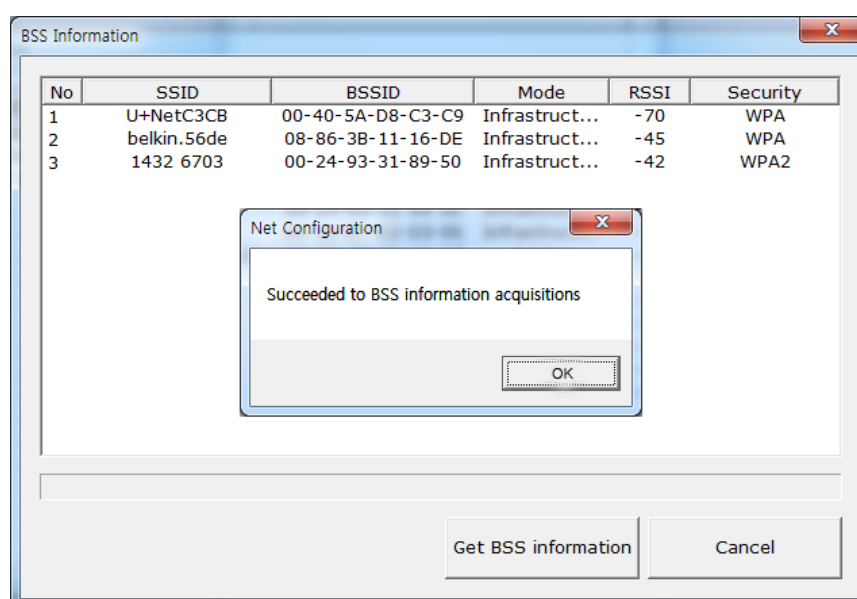 BSS Information
No SSID BSSID Mode RSSI Security
1 U+NetC3CB 00-40-5A-D8-C3-C9 Infrastruct... -70 WPA
2 belkin.56de 08-86-3B-11-16-DE Infrastruct... -45 WPA
3 1432 6703 00-24-93-31-89-50 Infrastruct... -42 WPA2
Net Configuration
Succeeded to BSS information acquisitions
OK
Get BSS information Cancel